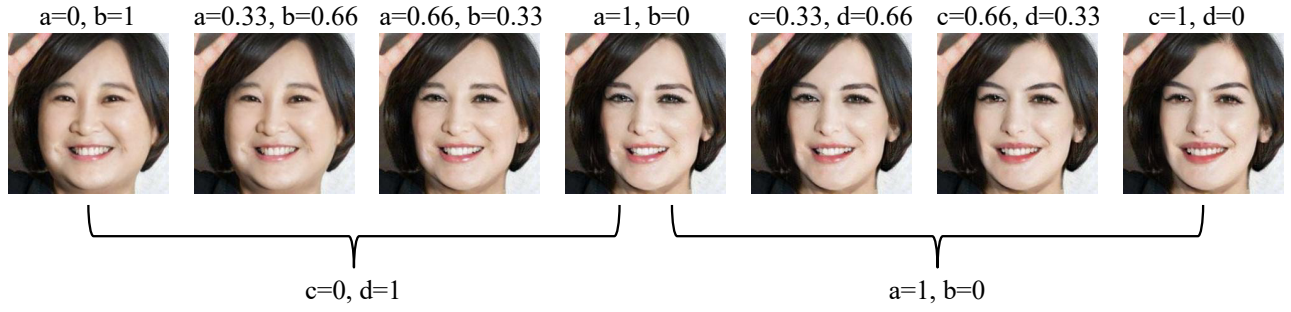 a=0, b=1 a=0.33, b=0.66 a=0.66, b=0.33 a=1, b=0 c=0.33, d=0.66 c=0.66, d=0.33 c=1, d=0
c=0, d=1 a=1, b=0